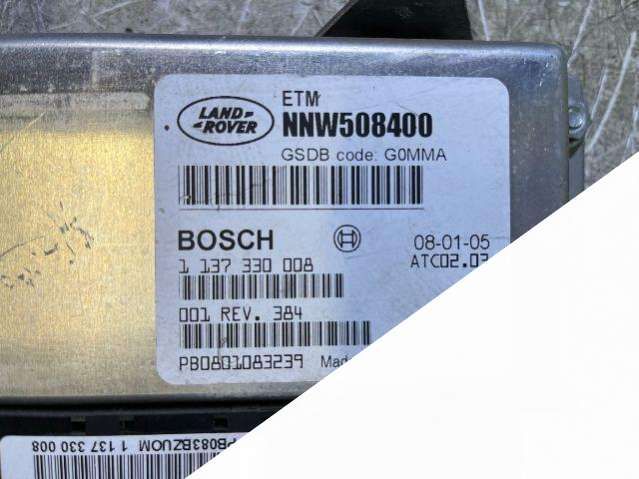 LAND
ROVER
ETM
NNW508400
GSDB code: G0MMA
BOSCH
08-01-05
1 137 330 008
ATC02.03
001 REV. 384
PB0801083239
PB083BZUOM 1 137 330 008